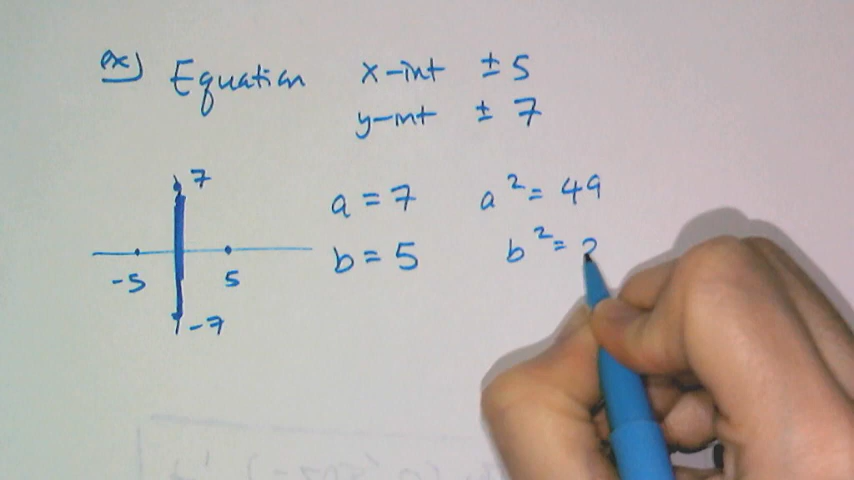 ex) Equation x-int ± 5
y-int ± 7
7
a = 7 a² = 49
b = 5 b² = 2
-5 5
-7